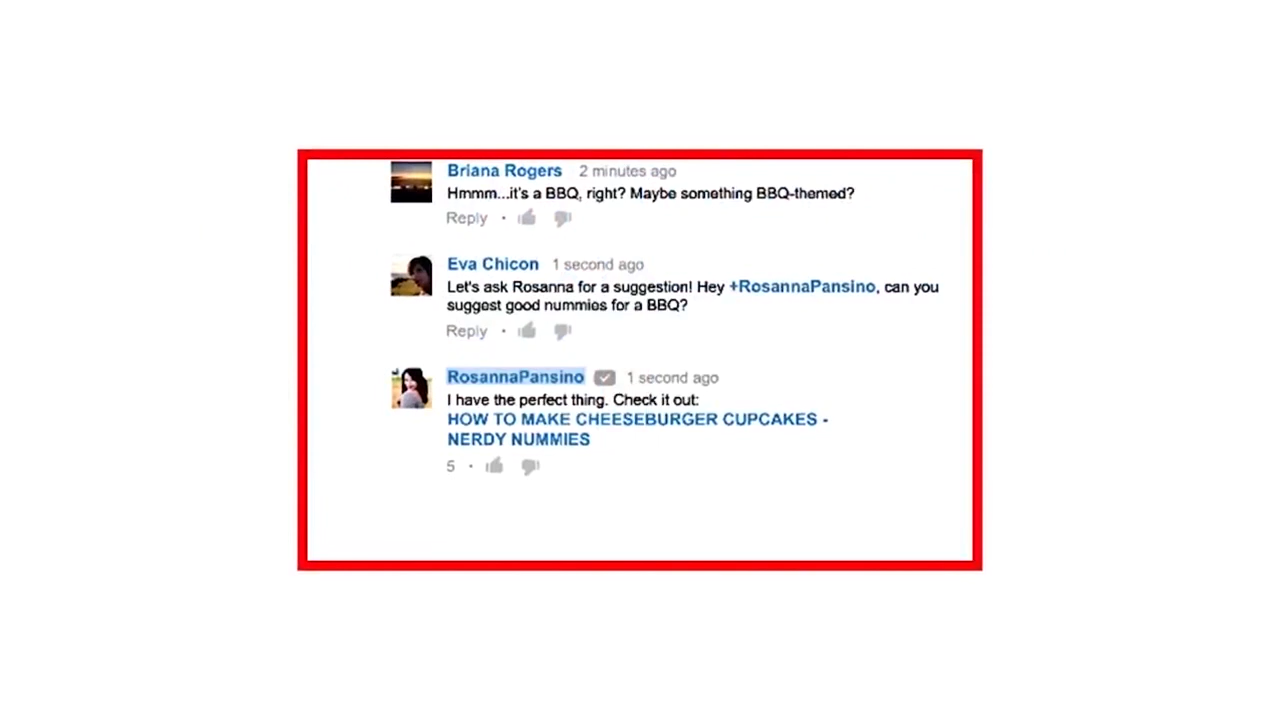 Briana Rogers 2 minutes ago
Hmmm...it's a BBQ, right? Maybe something BBQ-themed?
Reply •
Eva Chicon 1 second ago
Let's ask Rosanna for a suggestion! Hey +RosannaPansino, can you
suggest good nummies for a BBQ?
Reply •
RosannaPansino 1 second ago
I have the perfect thing. Check it out:
HOW TO MAKE CHEESEBURGER CUPCAKES -
NERDY NUMMIES
5 •